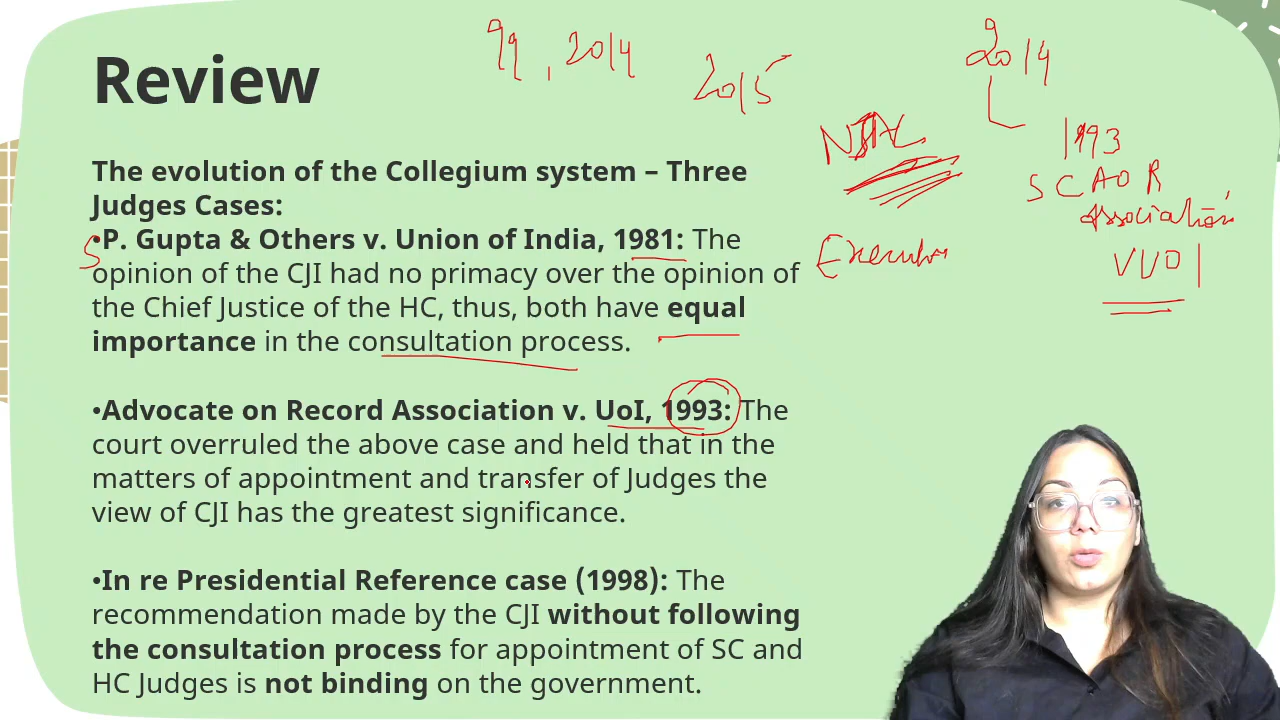 99, 2014
2014
Review
2015
NJAC
1993
The evolution of the Collegium system – Three
SCAOR
Judges Cases:
Association
S
•P. Gupta & Others v. Union of India, 1981: The
Executive
VUOI
opinion of the CJI had no primacy over the opinion of
the Chief Justice of the HC, thus, both have equal
importance in the consultation process.
•Advocate on Record Association v. UoI, 1993: The
court overruled the above case and held that in the
matters of appointment and transfer of Judges the
view of CJI has the greatest significance.
•In re Presidential Reference case (1998): The
recommendation made by the CJI without following
the consultation process for appointment of SC and
HC Judges is not binding on the government.